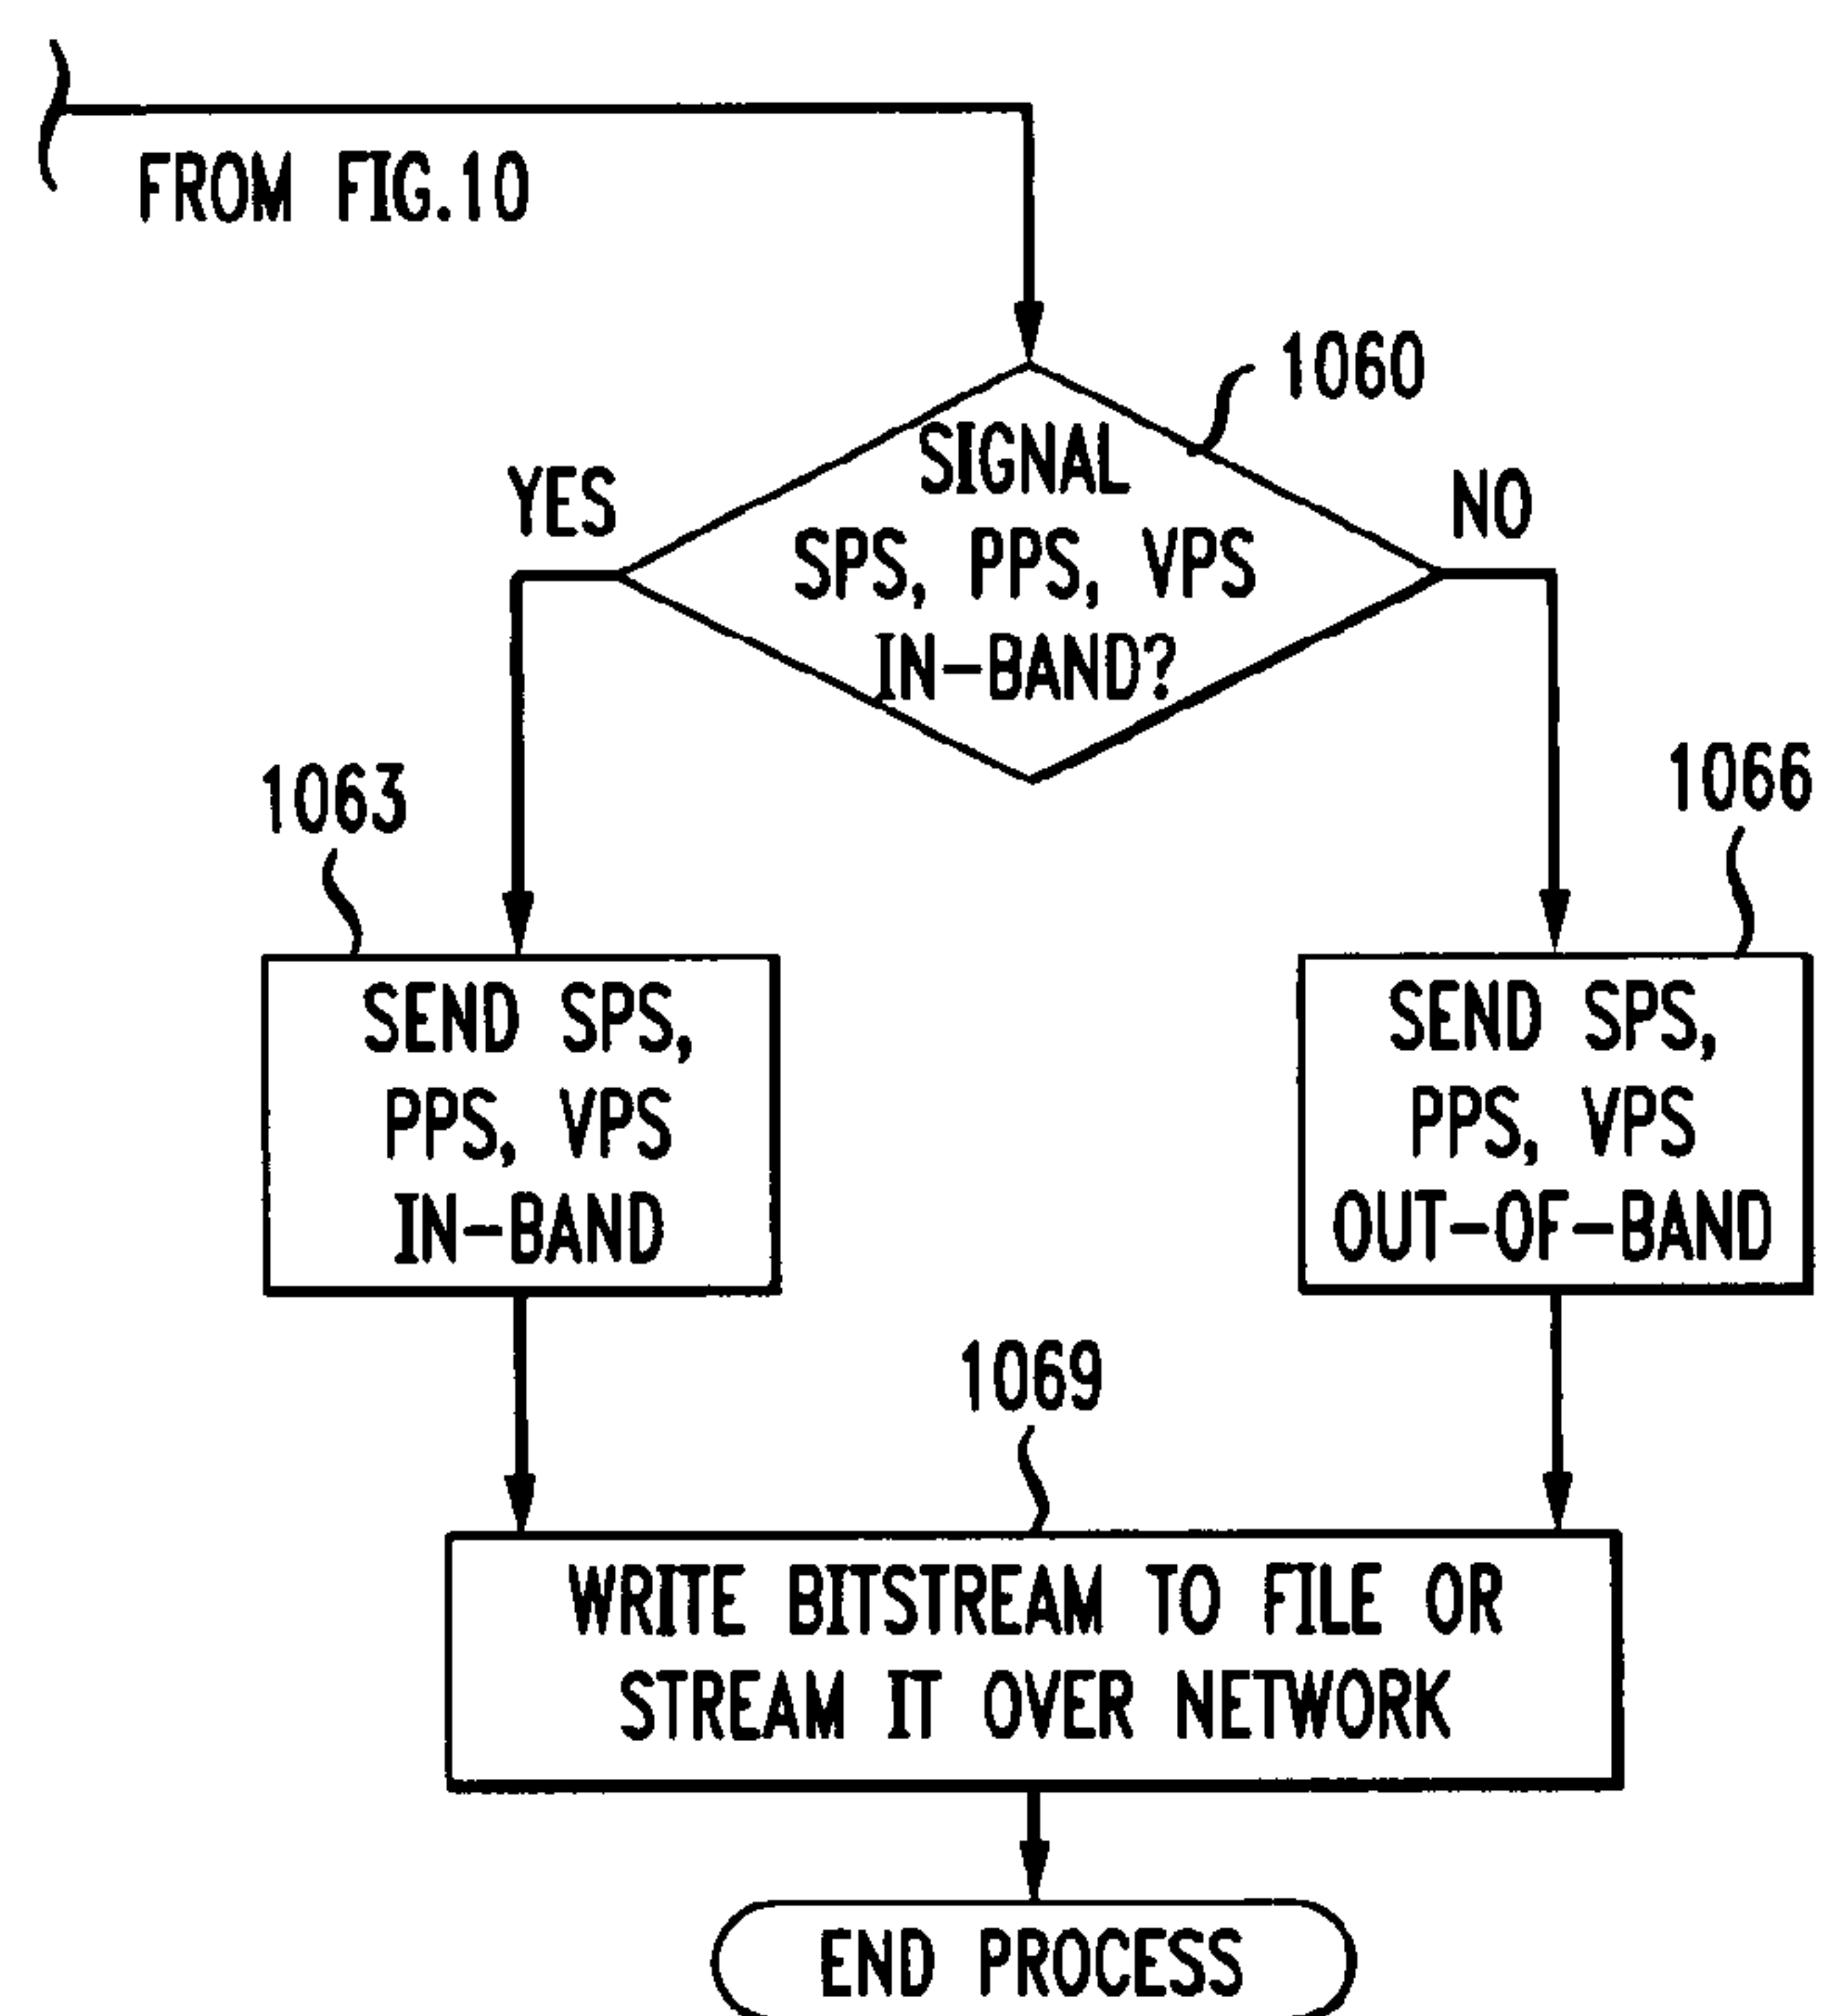 FROM FIG.10
1060
SIGNAL
SPS, PPS, VPS
IN-BAND?
YES
NO
1063
1066
SEND SPS,
PPS, VPS
IN-BAND
SEND SPS,
PPS, VPS
OUT-OF-BAND
1069
WRITE BITSTREAM TO FILE OR
STREAM IT OVER NETWORK
END PROCESS